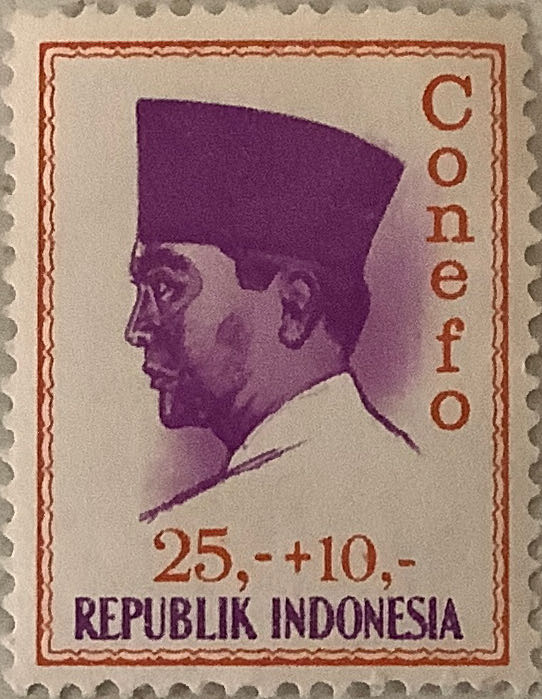 Conefo
25,-+10,-
REPUBLIK INDONESIA